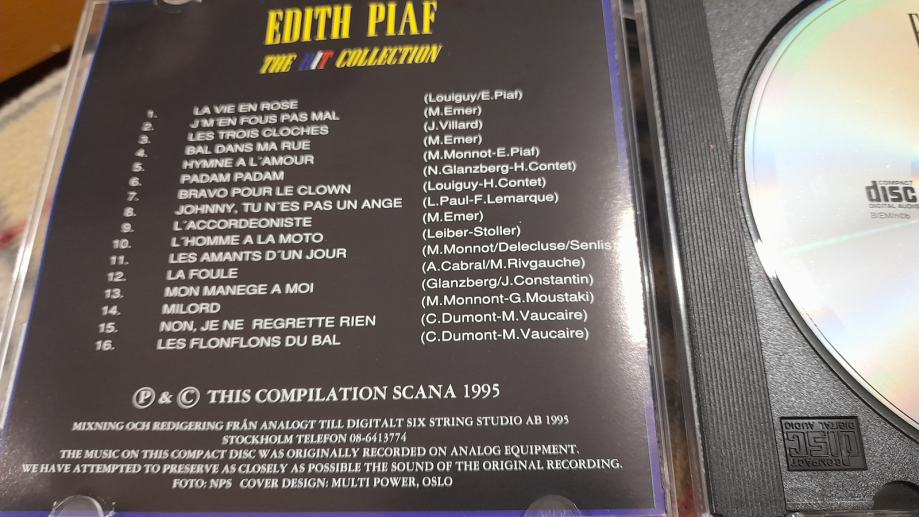 EDITH PIAF
THE HIT COLLECTION
1. LA VIE EN ROSE (Louiguy/E.Piaf)
2. J'M'EN FOUS PAS MAL (M.Emer)
3. LES TROIS CLOCHES (J.Villard)
4. BAL DANS MA RUE (M.Emer)
5. HYMNE A L'AMOUR (M.Monnot-E.Piaf)
6. PADAM PADAM (N.Glanzberg-H.Contet)
7. BRAVO POUR LE CLOWN (Louiguy-H.Contet)
8. JOHNNY, TU N'ES PAS UN ANGE (L.Paul-F.Lemarque)
9. L'ACCORDEONISTE (M.Emer)
10. L'HOMME A LA MOTO (Leiber-Stoller)
11. LES AMANTS D'UN JOUR (M.Monnot/Delecluse/Senlis
12. LA FOULE (A.Cabral/M.Rivgauche)
13. MON MANEGE A MOI (Glanzberg/J.Constantin)
14. MILORD (M.Monnont-G.Moustaki)
15. NON, JE NE REGRETTE RIEN (C.Dumont-M.Vaucaire)
16. LES FLONFLONS DU BAL (C.Dumont-M.Vaucaire)
Ⓟ & © THIS COMPILATION SCANA 1995
MIXNING OCH REDIGERING FRÅN ANALOGT TILL DIGITALT SIX STRING STUDIO AB 1995
STOCKHOLM TELEFON 08-6413774
THE MUSIC ON THIS COMPACT DISC WAS ORIGINALLY RECORDED ON ANALOG EQUIPMENT.
WE HAVE ATTEMPTED TO PRESERVE AS CLOSELY AS POSSIBLE THE SOUND OF THE ORIGINAL RECORDING.
FOTO: NPS COVER DESIGN: MULTI POWER, OSLO
COMPACT
disc
DIGITAL AUDIO
BIEM/ncb
COMPACT
disc
DIGITAL AUDIO